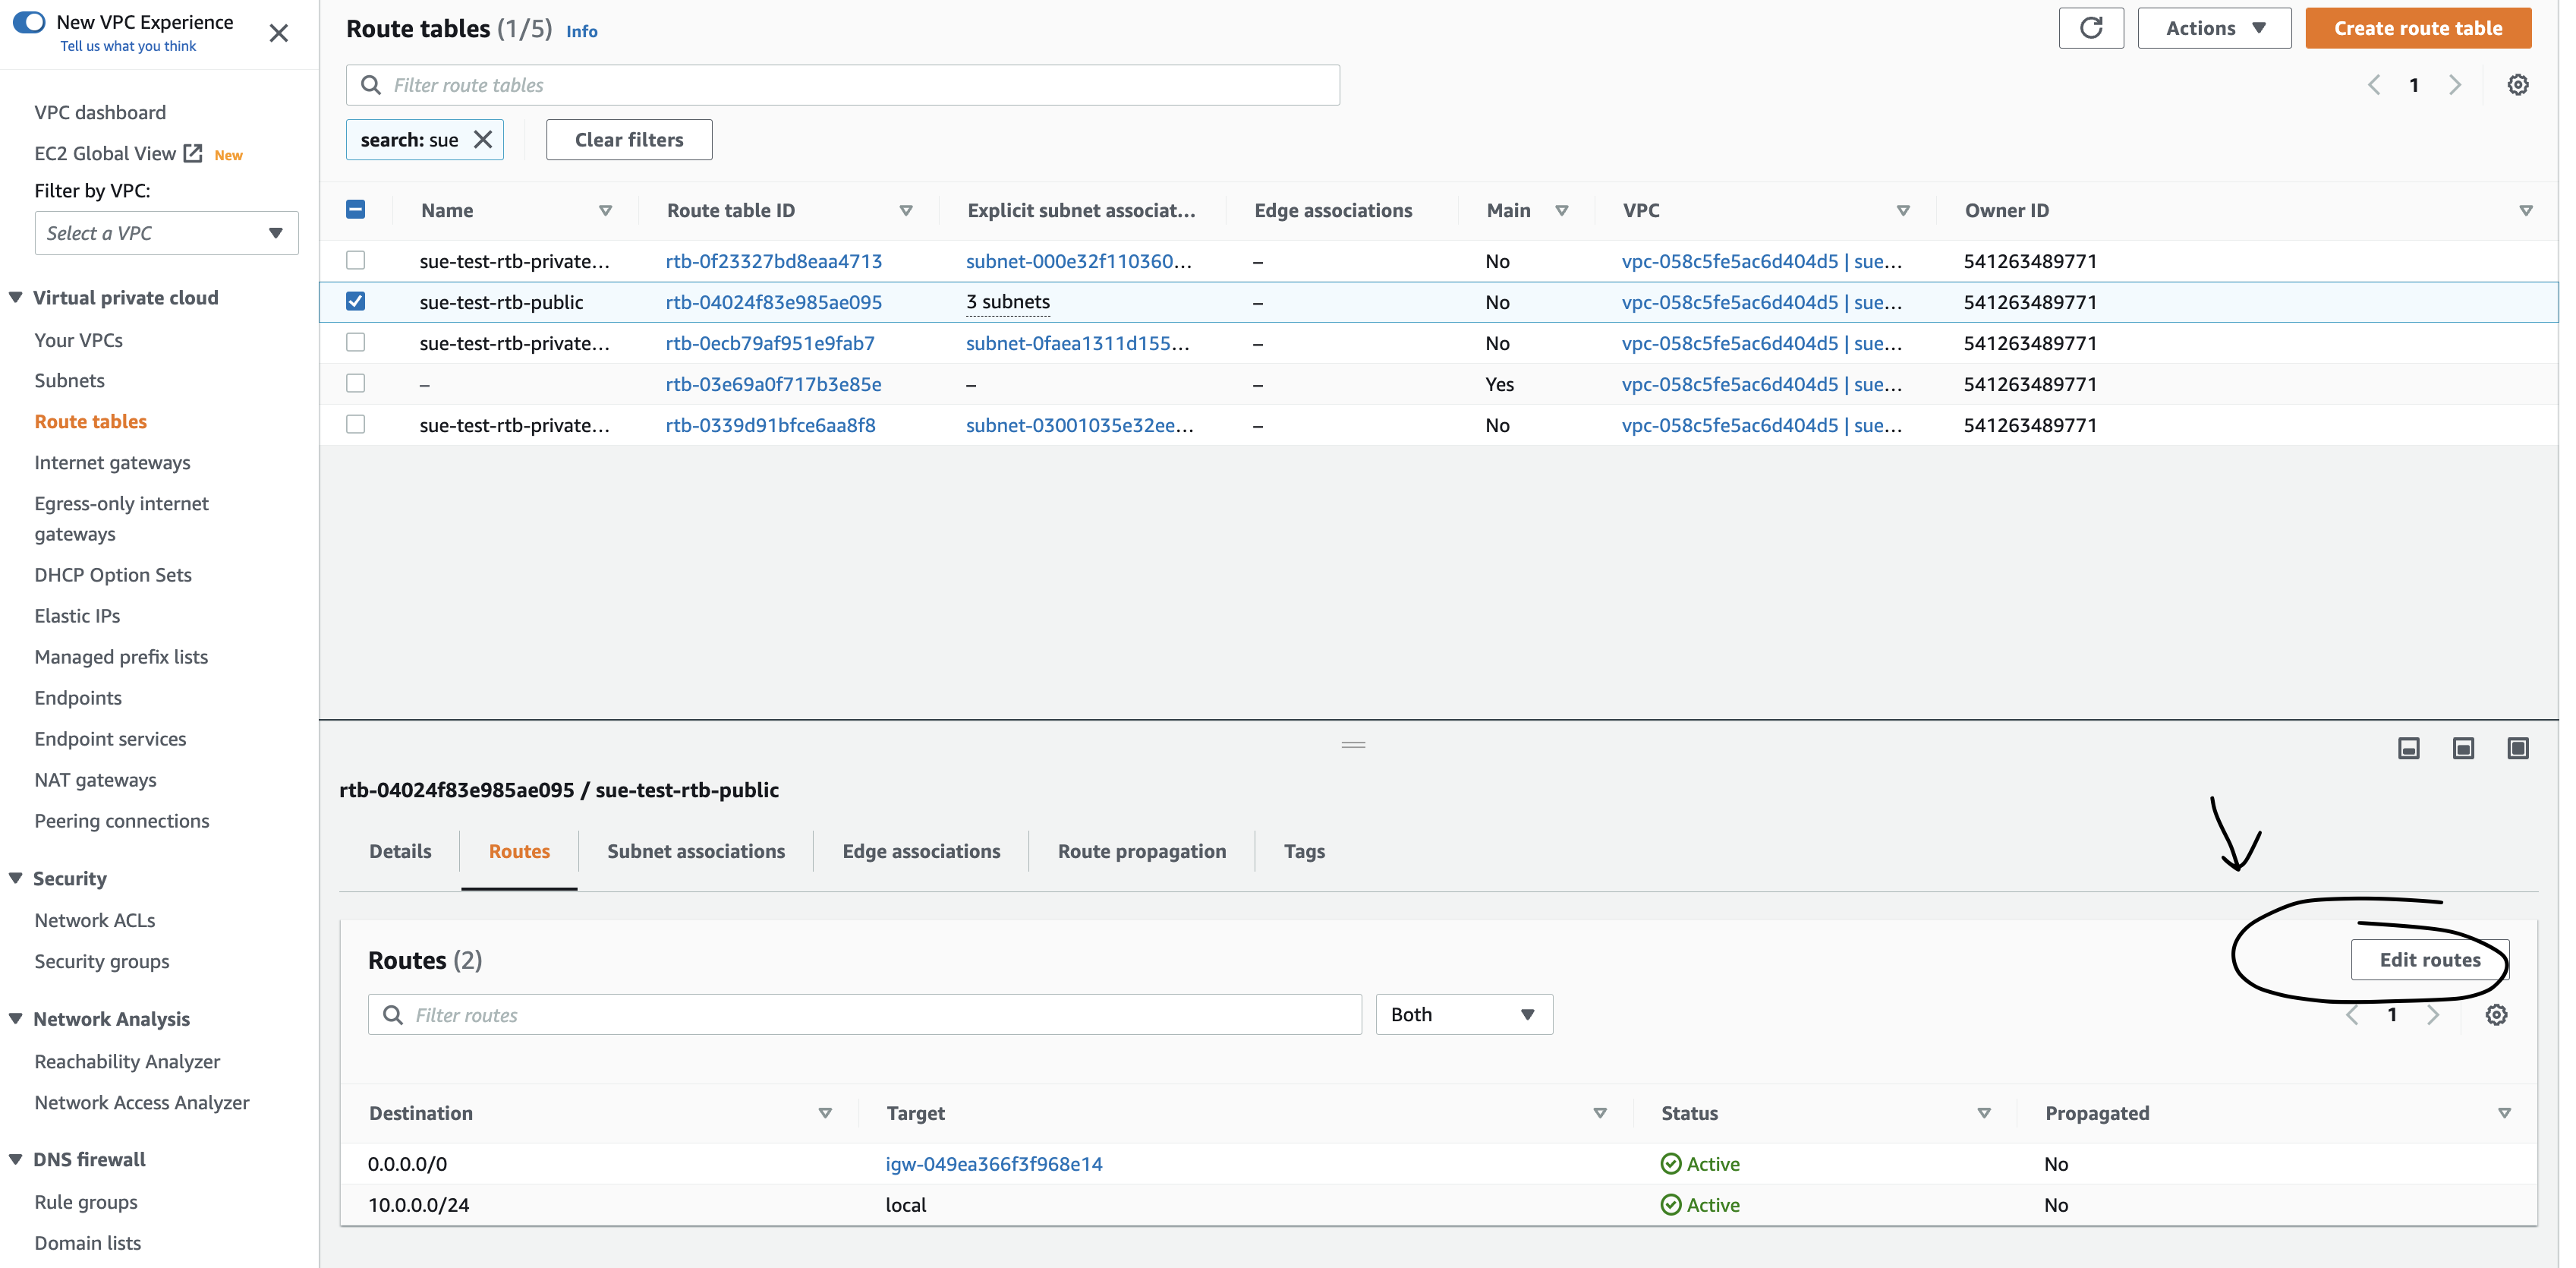 New VPC Experience
Tell us what you think
VPC dashboard
EC2 Global View New
Filter by VPC:
Select a VPC
Virtual private cloud
Your VPCs
Subnets
Route tables
Internet gateways
Egress-only internet
gateways
DHCP Option Sets
Elastic IPs
Managed prefix lists
Endpoints
Endpoint services
NAT gateways
Peering connections
Security
Network ACLs
Security groups
Network Analysis
Reachability Analyzer
Network Access Analyzer
DNS firewall
Rule groups
Domain lists
Route tables (1/5) Info
Actions
Create route table
Filter route tables
1
search: sue
Clear filters
Name Route table ID Explicit subnet associat... Edge associations Main VPC Owner ID
sue-test-rtb-private... rtb-0f23327bd8eaa4713 subnet-000e32f110360... – No vpc-058c5fe5ac6d404d5 | sue... 541263489771
sue-test-rtb-public rtb-04024f83e985ae095 3 subnets – No vpc-058c5fe5ac6d404d5 | sue... 541263489771
sue-test-rtb-private... rtb-0ecb79af951e9fab7 subnet-0faea1311d155... – No vpc-058c5fe5ac6d404d5 | sue... 541263489771
– rtb-03e69a0f717b3e85e – – Yes vpc-058c5fe5ac6d404d5 | sue... 541263489771
sue-test-rtb-private... rtb-0339d91bfce6aa8f8 subnet-03001035e32ee... – No vpc-058c5fe5ac6d404d5 | sue... 541263489771
rtb-04024f83e985ae095 / sue-test-rtb-public
Details Routes Subnet associations Edge associations Route propagation Tags
Routes (2)
Edit routes
Filter routes
Both
1
Destination Target Status Propagated
0.0.0.0/0 igw-049ea366f3f968e14 Active No
10.0.0.0/24 local Active No